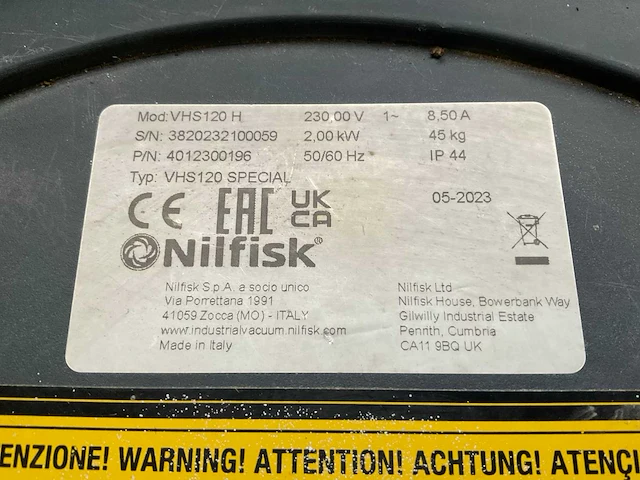 Mod: VHS120 H 230,00 V 1~ 8,50 A
S/N: 3820232100059 2,00 kW 45 kg
P/N: 4012300196 50/60 Hz IP 44
Typ: VHS120 SPECIAL
05-2023
CE EAC UK CA
Nilfisk®
Nilfisk S.p.A. a socio unico
Via Porrettana 1991
41059 Zocca (MO) - ITALY
www.industrialvacuum.nilfisk.com
Made in Italy
Nilfisk Ltd
Nilfisk House, Bowerbank Way
Gilwilly Industrial Estate
Penrith, Cumbria
CA11 9BQ UK
ENZIONE! WARNING! ATTENTION! ACHTUNG! ATENÇI